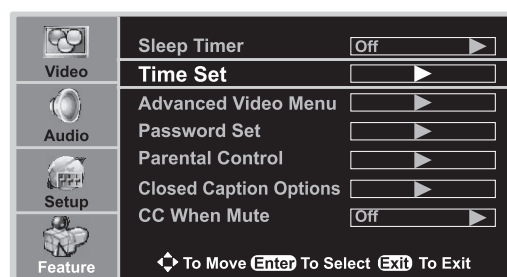 Video
Audio
Setup
Feature
Sleep Timer Off
Time Set
Advanced Video Menu
Password Set
Parental Control
Closed Caption Options
CC When Mute Off
To Move Enter To Select Exit To Exit